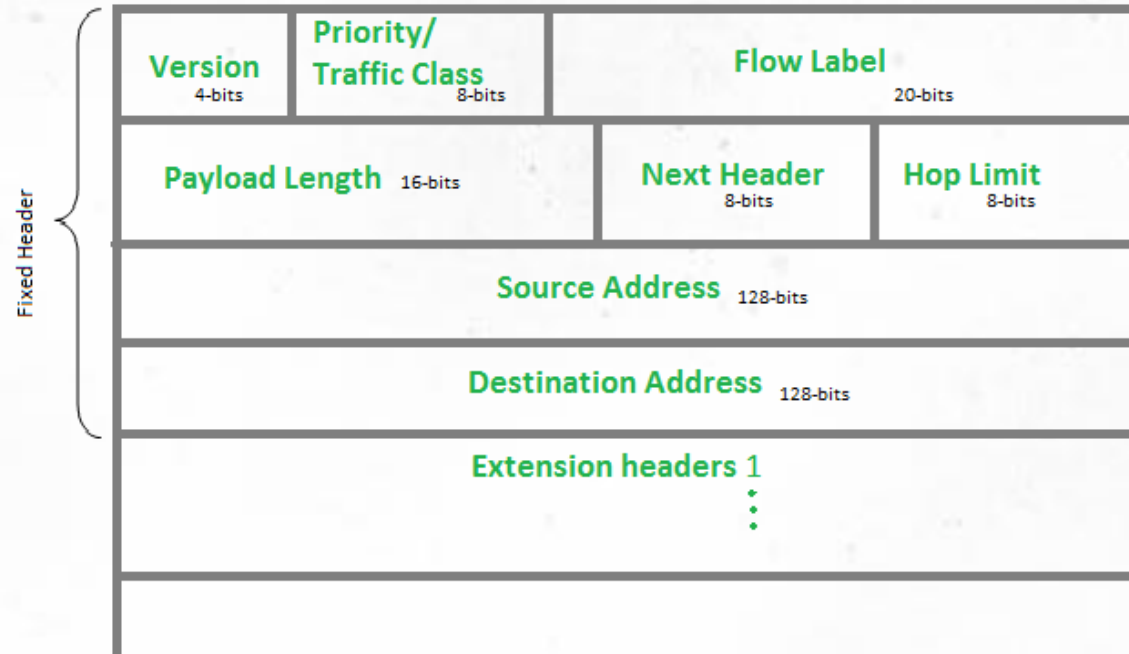 Fixed Header
Version
4-bits
Priority/
Traffic Class
8-bits
Flow Label
20-bits
Payload Length 16-bits
Next Header
8-bits
Hop Limit
8-bits
Source Address 128-bits
Destination Address 128-bits
Extension headers 1